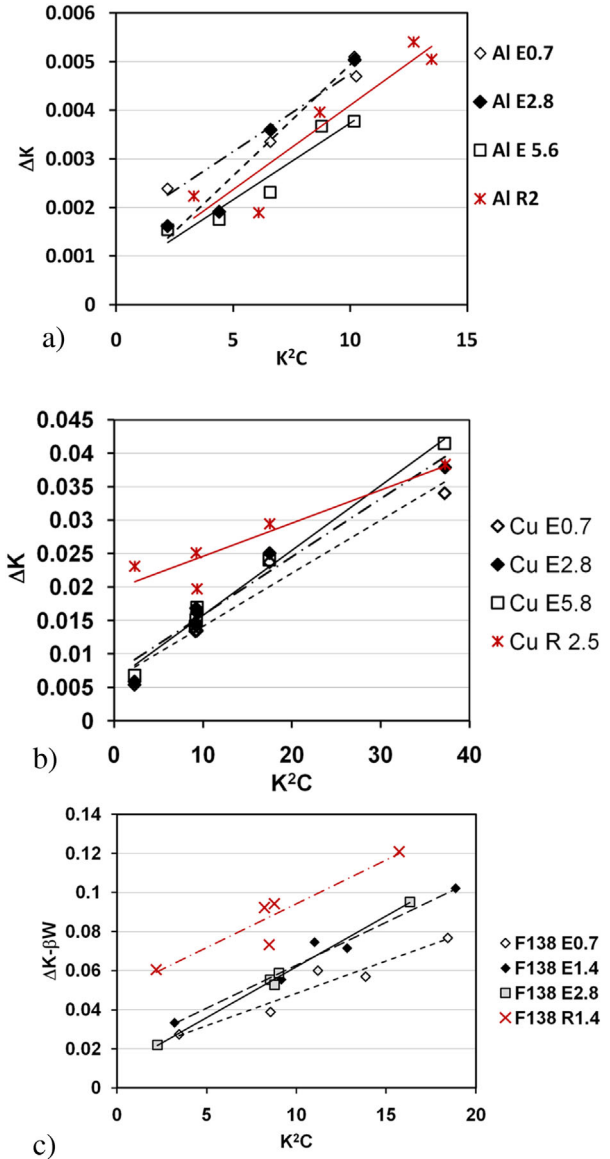 0.006
0.005
0.004
0.003
0.002
0.001
0
ΔK
0 5 10 15
K²C
Al E0.7
Al E2.8
Al E 5.6
Al R2
a)
0.045
0.04
0.035
0.03
0.025
0.02
0.015
0.01
0.005
0
ΔK
0 10 20 30 40
K²C
Cu E0.7
Cu E2.8
Cu E5.8
Cu R 2.5
b)
0.14
0.12
0.1
0.08
0.06
0.04
0.02
0
ΔK-βW
0 5 10 15 20
K²C
F138 E0.7
F138 E1.4
F138 E2.8
F138 R1.4
c)